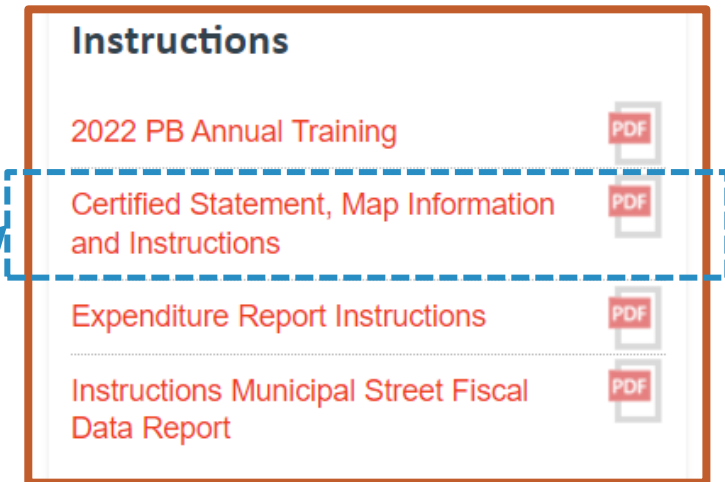 Instructions
2022 PB Annual Training
PDF
Certified Statement, Map Information
and Instructions
PDF
Expenditure Report Instructions
PDF
Instructions Municipal Street Fiscal
Data Report
PDF